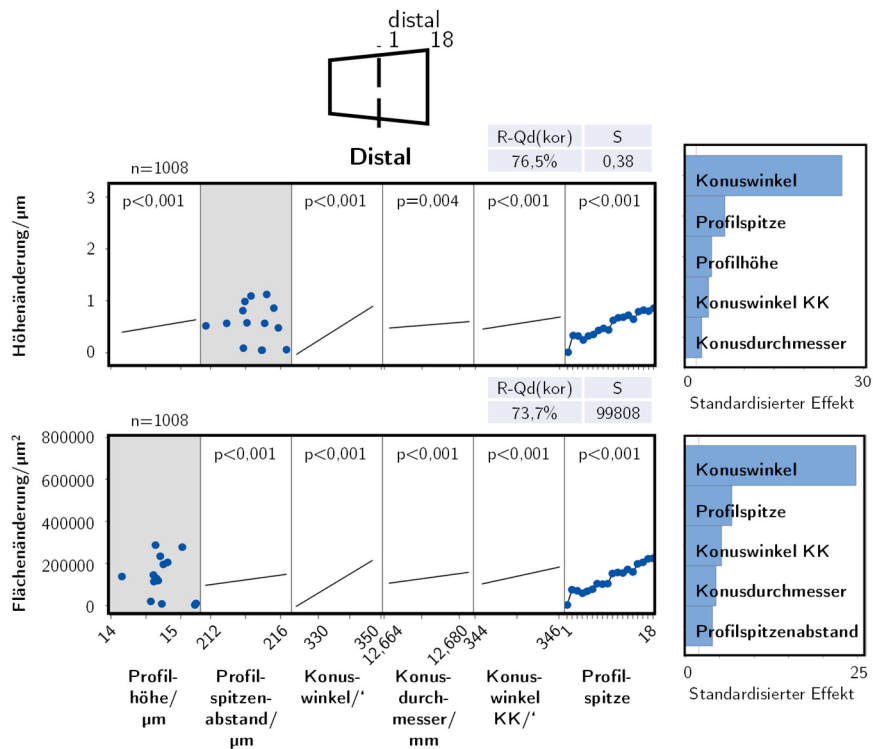 distal
1 18
Distal
R-Qd(kor) S
76,5% 0,38
n=1008
Höhenänderung/µm
3
2
1
0
p<0,001
p<0,001
p=0,004
p<0,001
p<0,001
Konuswinkel
Profilspitze
Profilhöhe
Konuswinkel KK
Konusdurchmesser
0 30
Standardisierter Effekt
R-Qd(kor) S
73,7% 99808
n=1008
Flächenänderung/µm²
800000
600000
400000
200000
0
p<0,001
p<0,001
p<0,001
p<0,001
p<0,001
Konuswinkel
Profilspitze
Konuswinkel KK
Konusdurchmesser
Profilspitzenabstand
0 25
Standardisierter Effekt
14 15 212 216 330 350 12,664 12,680 344 346 1 18
Profil-
höhe/
µm
Profil-
spitzen-
abstand/
µm
Konus-
winkel/‘
Konus-
durch-
messer/
mm
Konus-
winkel
KK/‘
Profil-
spitze